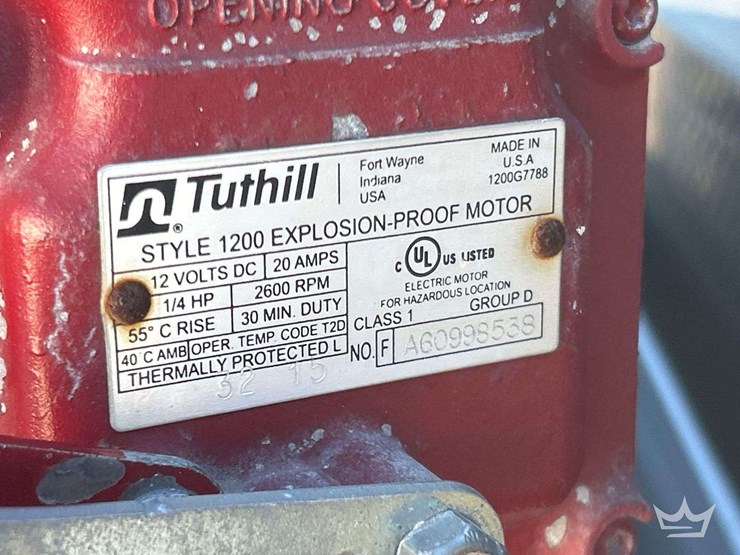 OPENING CO
Tuthill
®
Fort Wayne
Indiana
USA
MADE IN
U.S.A
1200G7788
STYLE 1200 EXPLOSION-PROOF MOTOR
12 VOLTS DC 20 AMPS
1/4 HP 2600 RPM
55° C RISE 30 MIN. DUTY
40°C AMB OPER. TEMP. CODE T2D
THERMALLY PROTECTED L
32 15
C UL US LISTED
ELECTRIC MOTOR
FOR HAZARDOUS LOCATION
CLASS 1 GROUP D
NO. F A60998538